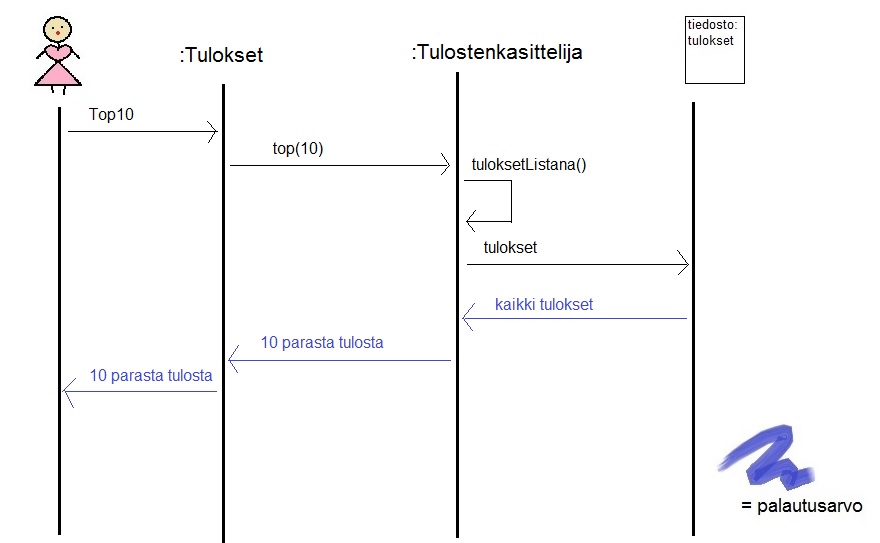 :Tulokset
:Tulostenkasittelija
tiedosto:
tulokset
Top10
top(10)
tuloksetListana()
tulokset
kaikki tulokset
10 parasta tulosta
10 parasta tulosta
= palautusarvo